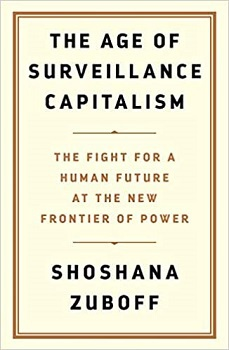 THE AGE OF
SURVEILLANCE
CAPITALISM
THE FIGHT FOR A
HUMAN FUTURE
AT THE NEW
FRONTIER OF POWER
SHOSHANA
ZUBOFF